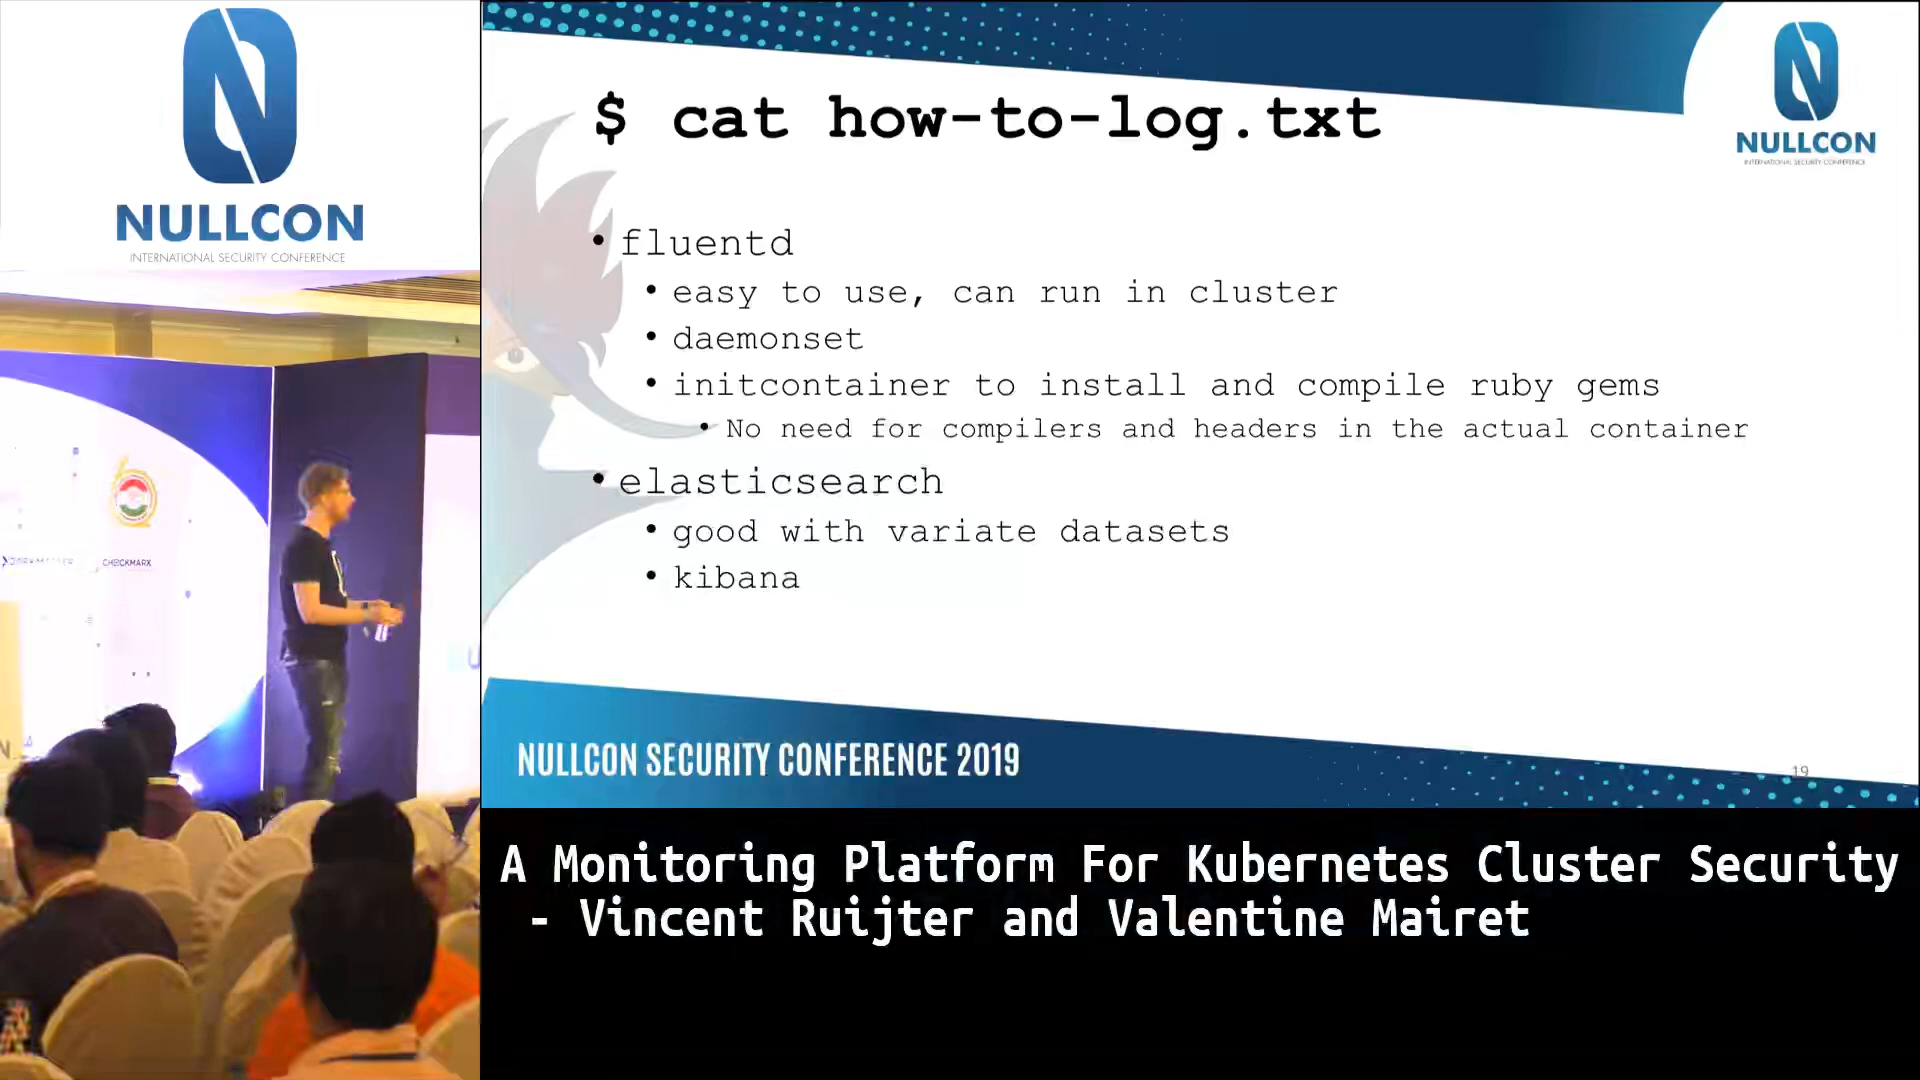 NULLCON
INTERNATIONAL SECURITY CONFERENCE
CHECKMARX
$ cat how-to-log.txt
NULLCON
INTERNATIONAL SECURITY CONFERENCE
• fluentd
• easy to use, can run in cluster
• daemonset
• initcontainer to install and compile ruby gems
• No need for compilers and headers in the actual container
• elasticsearch
• good with variate datasets
• kibana
NULLCON SECURITY CONFERENCE 2019
19
A Monitoring Platform For Kubernetes Cluster Security
- Vincent Ruijter and Valentine Mairet